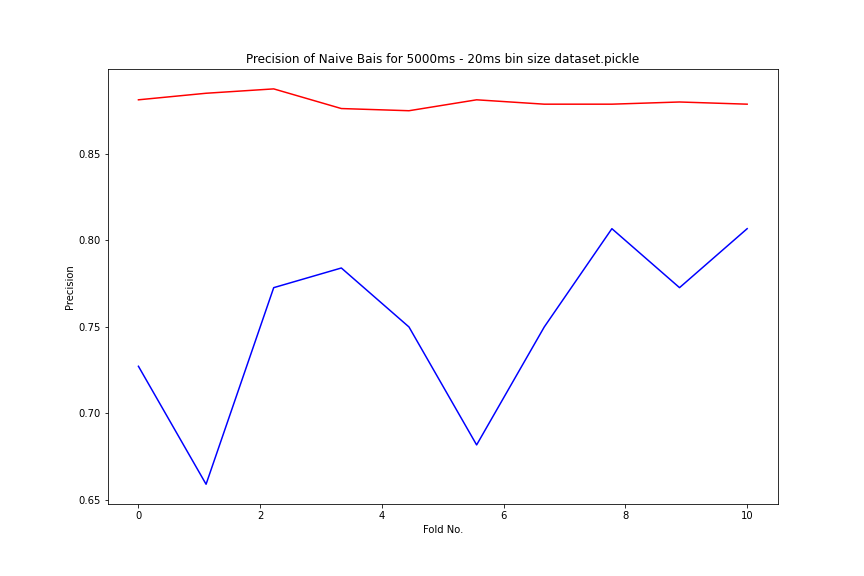 Precision of Naive Bais for 5000ms - 20ms bin size dataset.pickle
0.85
0.80
0.75
0.70
0.65
Precision
0 2 4 6 8 10
Fold No.